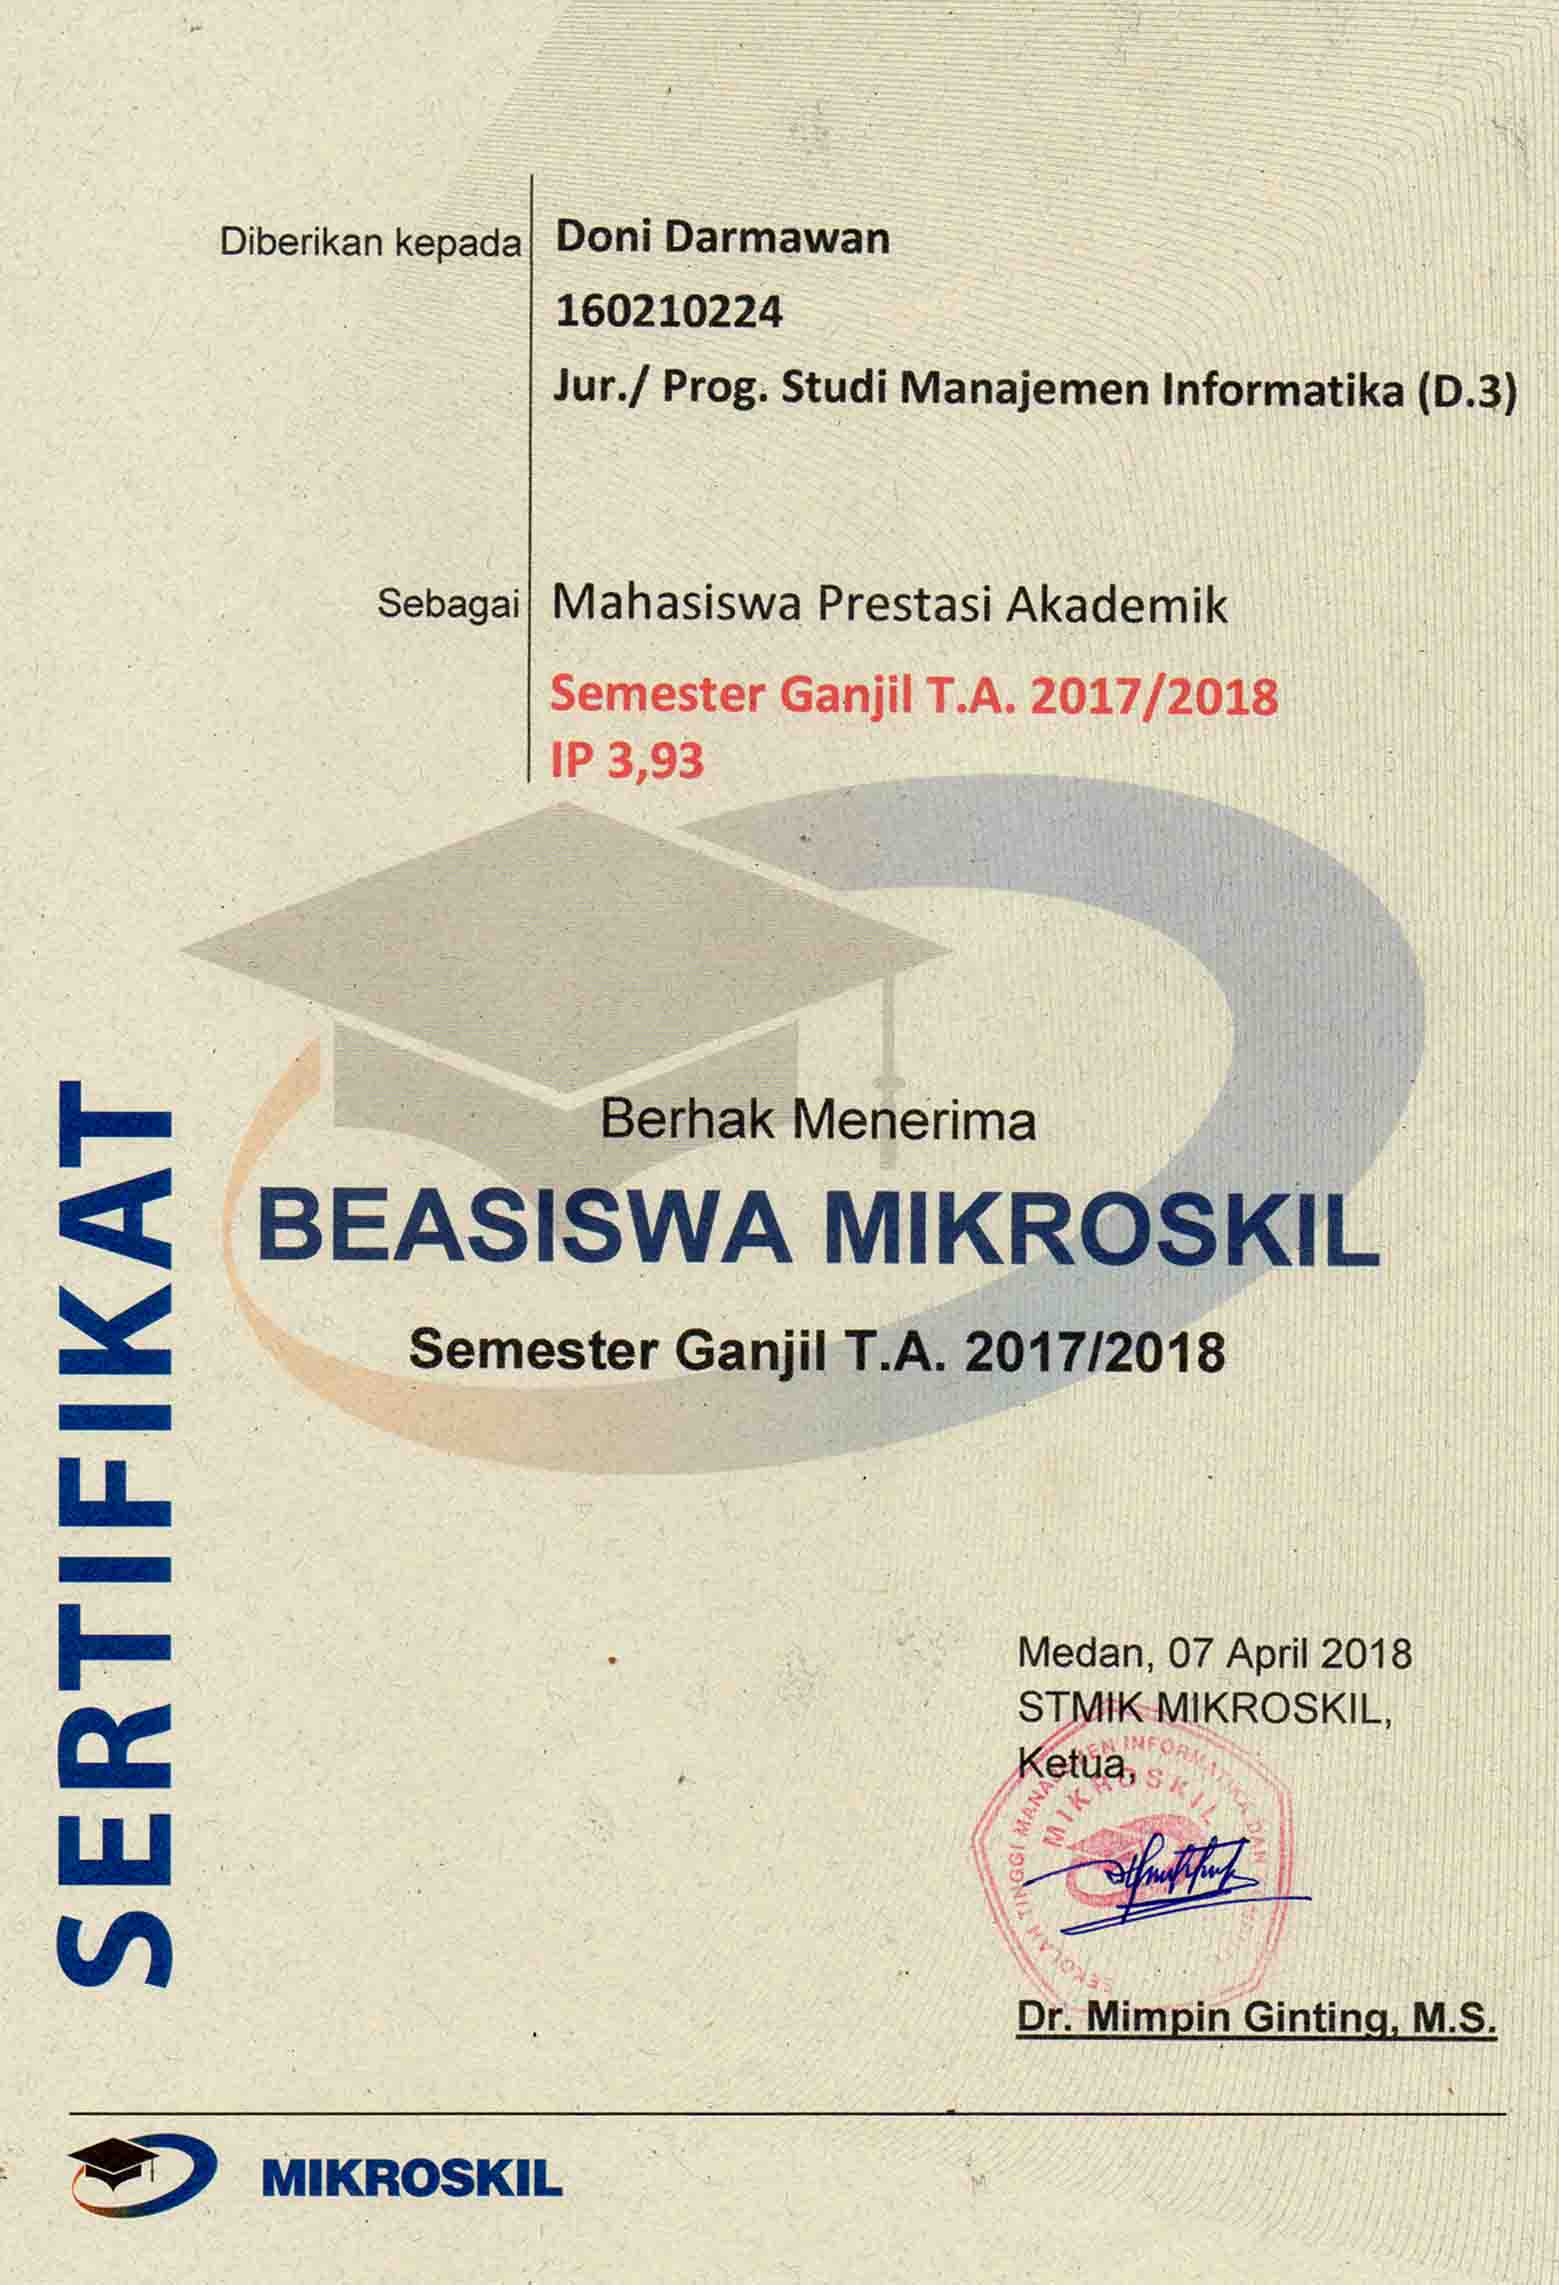 Diberikan kepada
Doni Darmawan
160210224
Jur./ Prog. Studi Manajemen Informatika (D.3)
Sebagai
Mahasiswa Prestasi Akademik
Semester Ganjil T.A. 2017/2018
IP 3,93
SERTIFIKAT
Berhak Menerima
BEASISWA MIKROSKIL
Semester Ganjil T.A. 2017/2018
Medan, 07 April 2018
STMIK MIKROSKIL,
Ketua,
SEKOLAH TINGGI MANAJEMEN INFORMATIKA DAN
MIKROSKIL
Dr. Mimpin Ginting, M.S.
MIKROSKIL